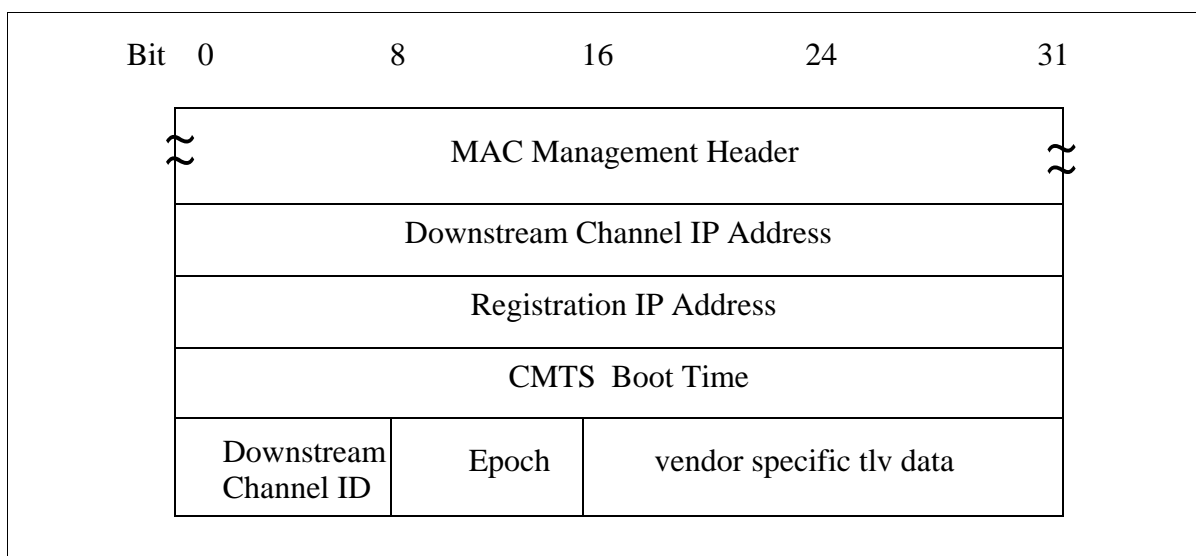 Bit 0 8 16 24 31
MAC Management Header
Downstream Channel IP Address
Registration IP Address
CMTS Boot Time
Downstream
Channel ID
Epoch
vendor specific tlv data